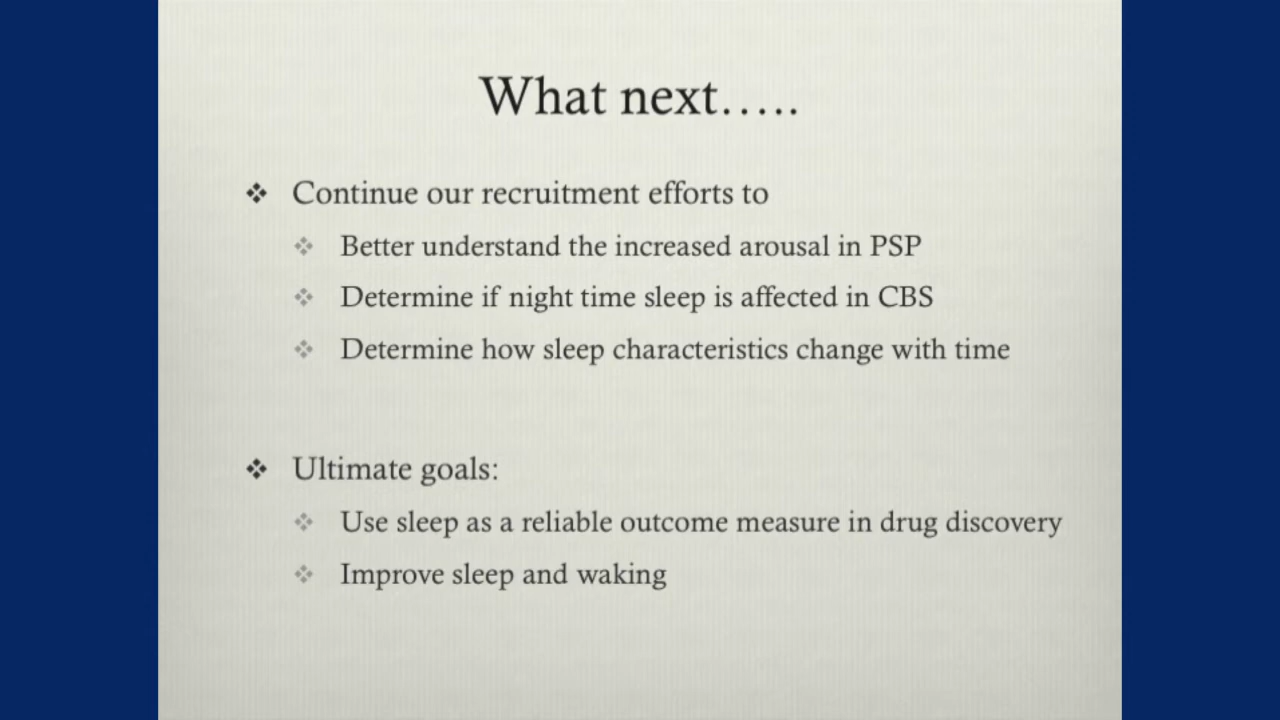 What next.....
Continue our recruitment efforts to
Better understand the increased arousal in PSP
Determine if night time sleep is affected in CBS
Determine how sleep characteristics change with time
Ultimate goals:
Use sleep as a reliable outcome measure in drug discovery
Improve sleep and waking